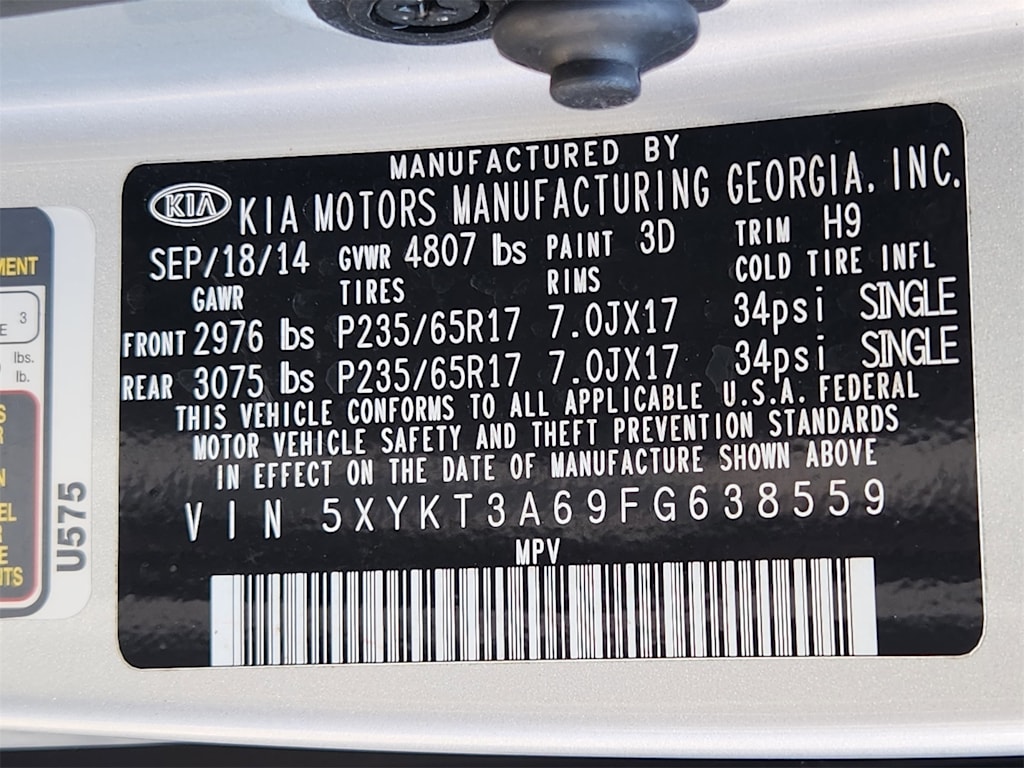 MANUFACTURED BY
KIA KIA MOTORS MANUFACTURING GEORGIA. INC.
SEP/18/14 GVWR 4807 lbs PAINT 3D TRIM H9
GAWR TIRES RIMS COLD TIRE INFL
FRONT 2976 lbs P235/65R17 7.0JX17 34psi SINGLE
REAR 3075 lbs P235/65R17 7.0JX17 34psi SINGLE
THIS VEHICLE CONFORMS TO ALL APPLICABLE U.S.A. FEDERAL
MOTOR VEHICLE SAFETY AND THEFT PREVENTION STANDARDS
IN EFFECT ON THE DATE OF MANUFACTURE SHOWN ABOVE
VIN 5XYKT3A69FG638559
MPV
3
lbs.
lb.
U575